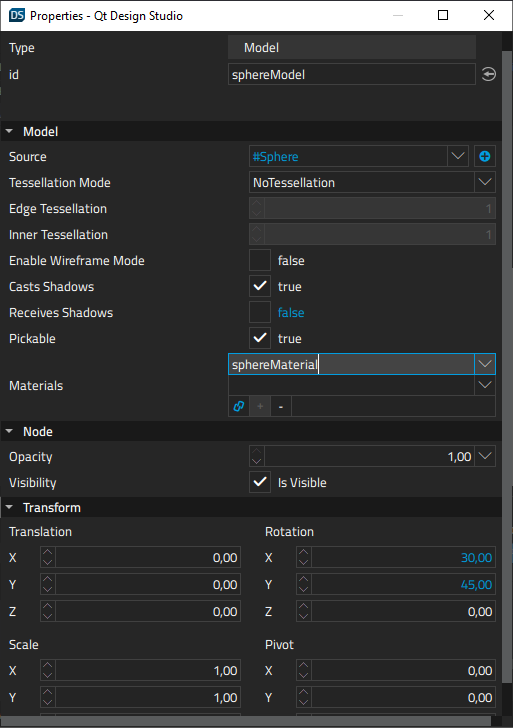 DS Properties - Qt Design Studio
Type Model
id sphereModel
Model
Source #Sphere
Tessellation Mode NoTessellation
Edge Tessellation 1
Inner Tessellation 1
Enable Wireframe Mode false
Casts Shadows true
Receives Shadows false
Pickable true
sphereMaterial
Materials
+ -
Node
Opacity 1,00
Visibility Is Visible
Transform
Translation Rotation
X 0,00 X 30,00
Y 0,00 Y 45,00
Z 0,00 Z 0,00
Scale Pivot
X 1,00 X 0,00
Y 1,00 Y 0,00